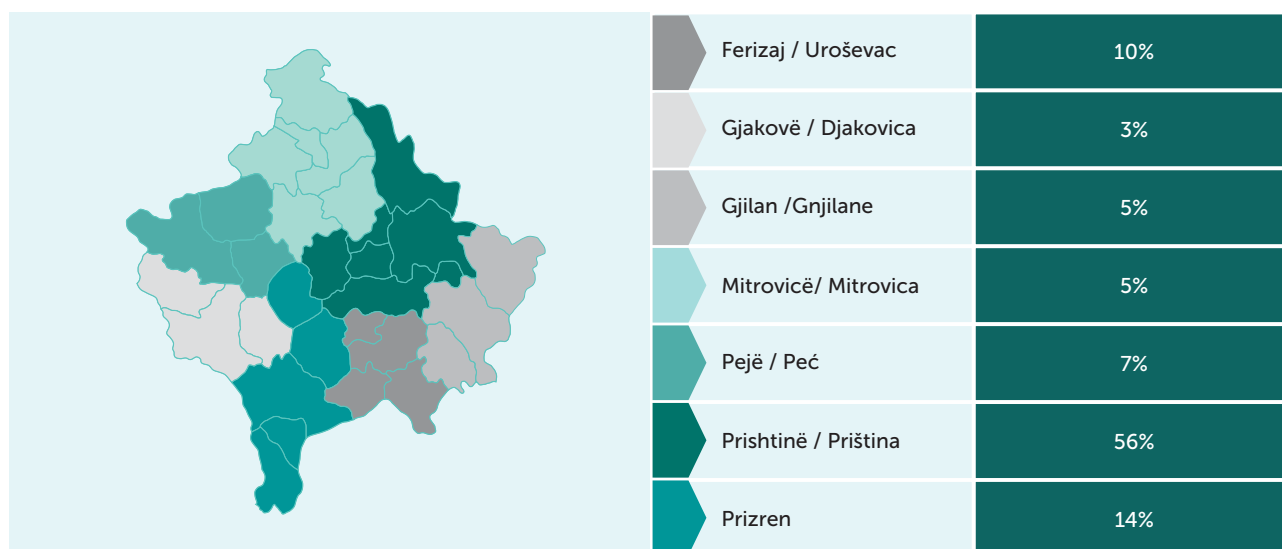 Ferizaj / Uroševac 10%
Gjakovë / Djakovica 3%
Gjilan /Gnjilane 5%
Mitrovicë/ Mitrovica 5%
Pejë / Peć 7%
Prishtinë / Priština 56%
Prizren 14%